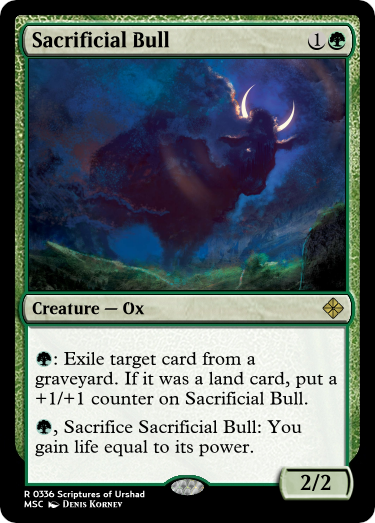 Sacrificial Bull 1
Creature — Ox
: Exile target card from a
graveyard. If it was a land card, put a
+1/+1 counter on Sacrificial Bull.
, Sacrifice Sacrificial Bull: You
gain life equal to its power.
2/2
R 0336 Scriptures of Urshad
MSC Denis Kornev